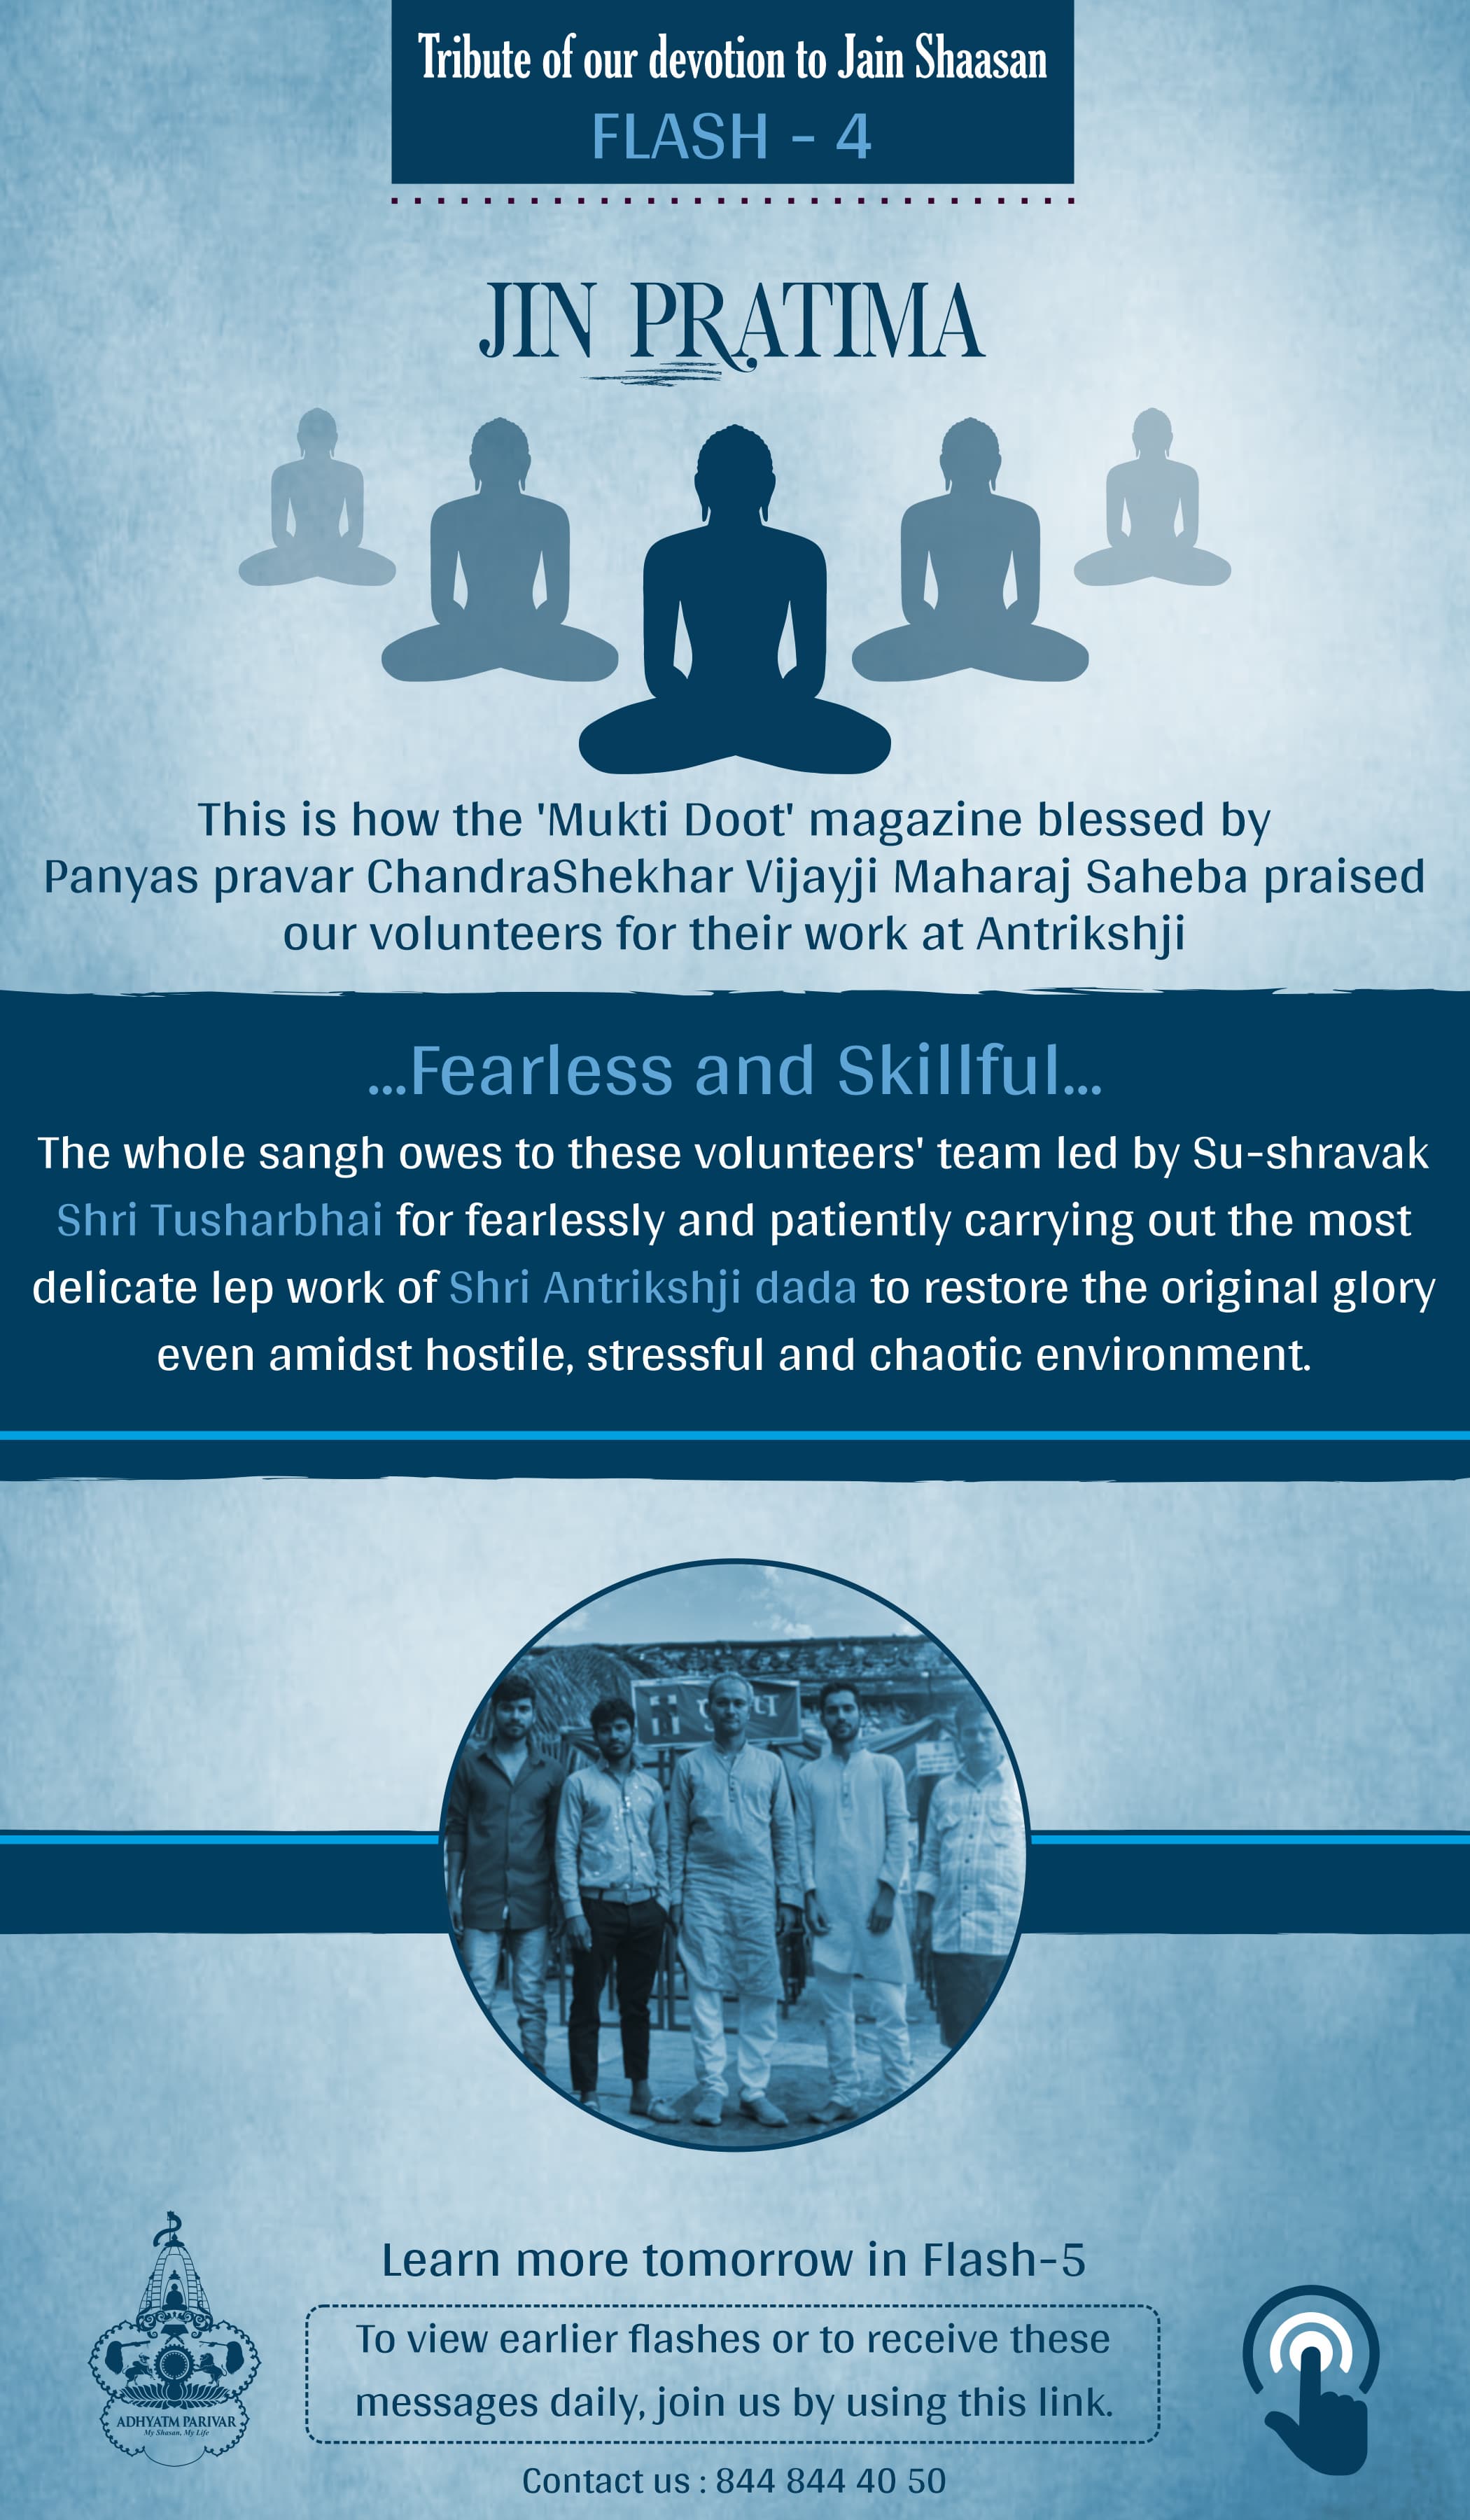 Tribute of our devotion to Jain Shaasan
FLASH - 4
JIN PRATIMA
This is how the 'Mukti Doot' magazine blessed by
Panyas pravar ChandraShekhar Vijayji Maharaj Saheba praised
our volunteers for their work at Antrikshji
...Fearless and Skillful...
The whole sangh owes to these volunteers' team led by Su-shravak
Shri Tusharbhai for fearlessly and patiently carrying out the most
delicate lep work of Shri Antrikshji dada to restore the original glory
even amidst hostile, stressful and chaotic environment.
Learn more tomorrow in Flash-5
To view earlier flashes or to receive these
messages daily, join us by using this link.
ADHYATM PARIVAR
My Shasan, My Life
Contact us : 844 844 40 50